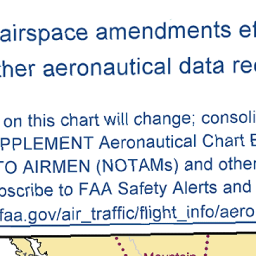 airspace amendments ef
ther aeronautical data re
on this chart will change; consoli
PPLEMENT Aeronautical Chart B
TO AIRMEN (NOTAMs) and other
bscribe to FAA Safety Alerts and
faa.gov/air_traffic/flight_info/aero
Mountain